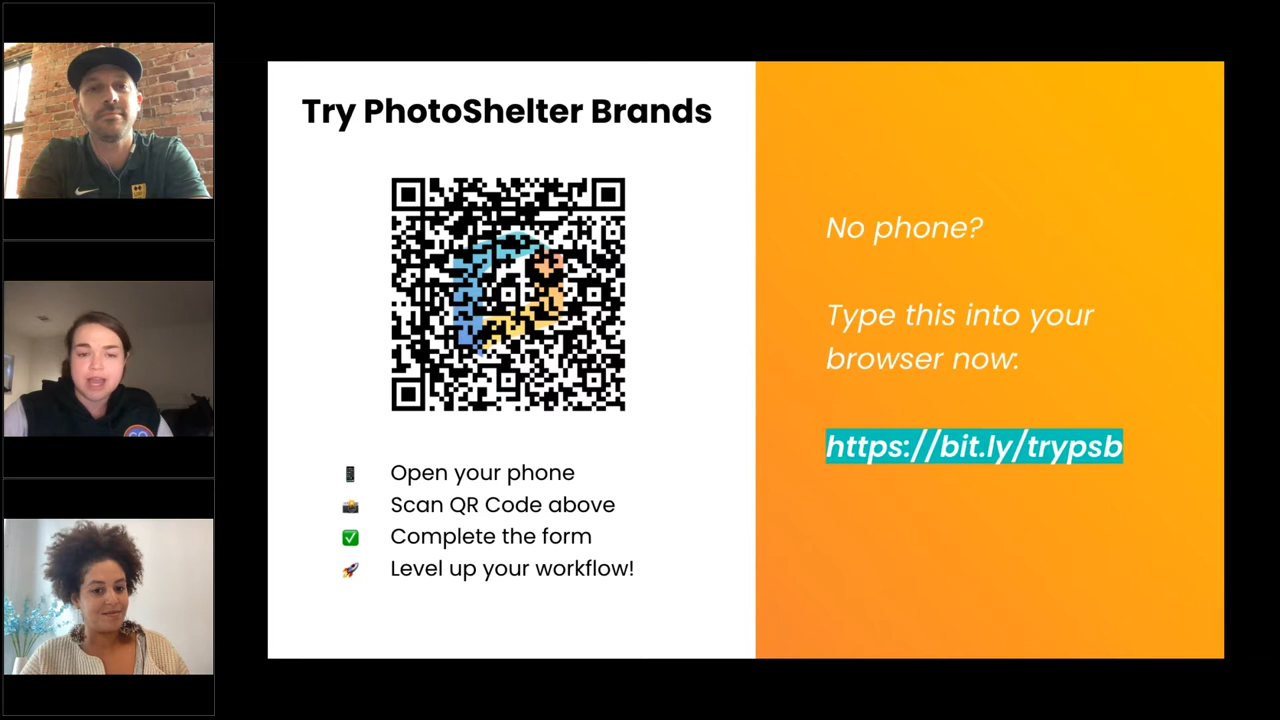 Try PhotoShelter Brands
Open your phone
Scan QR Code above
Complete the form
Level up your workflow!
No phone?
Type this into your
browser now:
https://bit.ly/trypsb